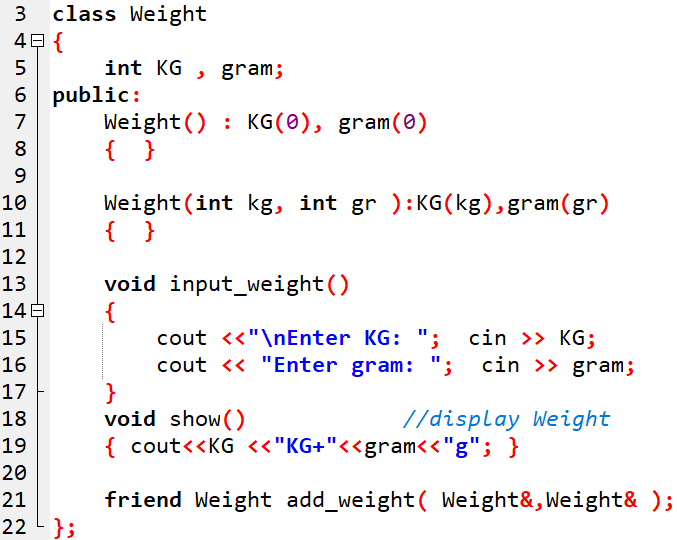 3 class Weight
4 {
5 int KG , gram;
6 public:
7 Weight() : KG(0), gram(0)
8 { }
9
10 Weight(int kg, int gr ):KG(kg),gram(gr)
11 { }
12
13 void input_weight()
14 {
15 cout <<"\nEnter KG: "; cin >> KG;
16 cout << "Enter gram: "; cin >> gram;
17 }
18 void show() //display Weight
19 { cout<<KG <<"KG+"<<gram<<"g"; }
20
21 friend Weight add_weight( Weight&,Weight& );
22 };